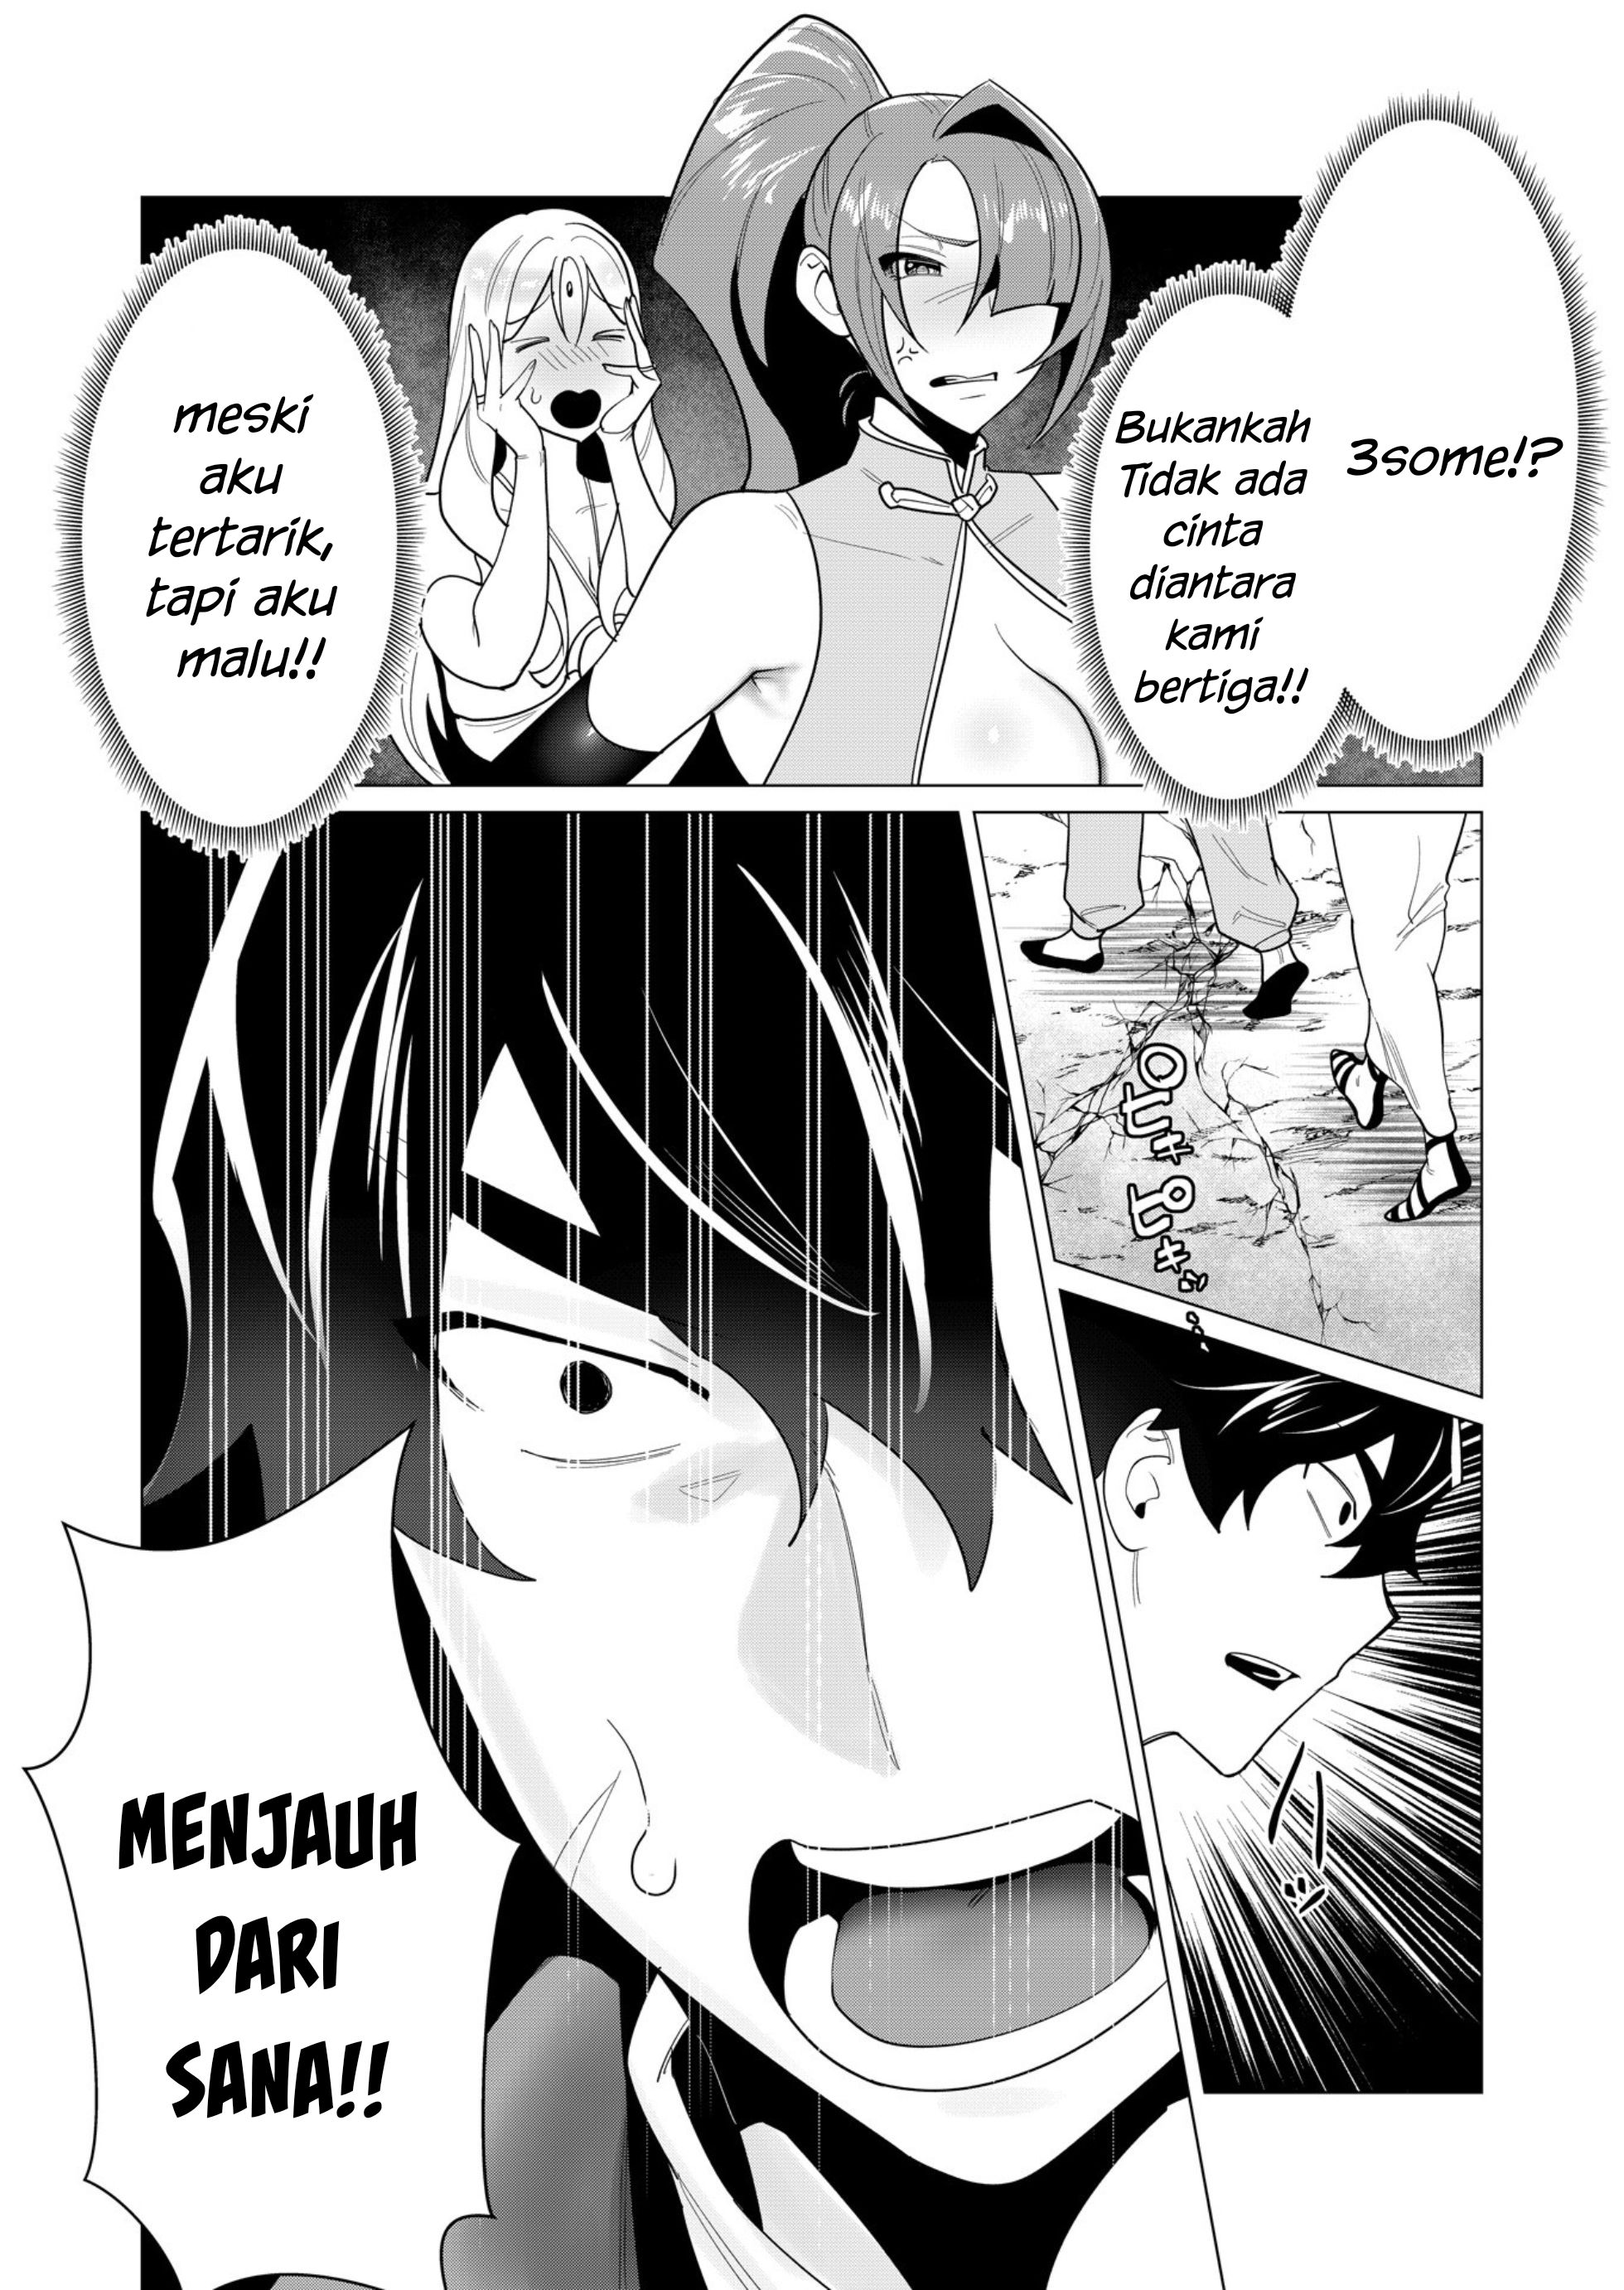 3some!?
Bukankah
Tidak ada
cinta
diantara
kami
bertiga!!
meski
aku
tertarik,
tapi aku
malu!!
ピキ
ピキッ
MENJAUH
DARI
SANA!!